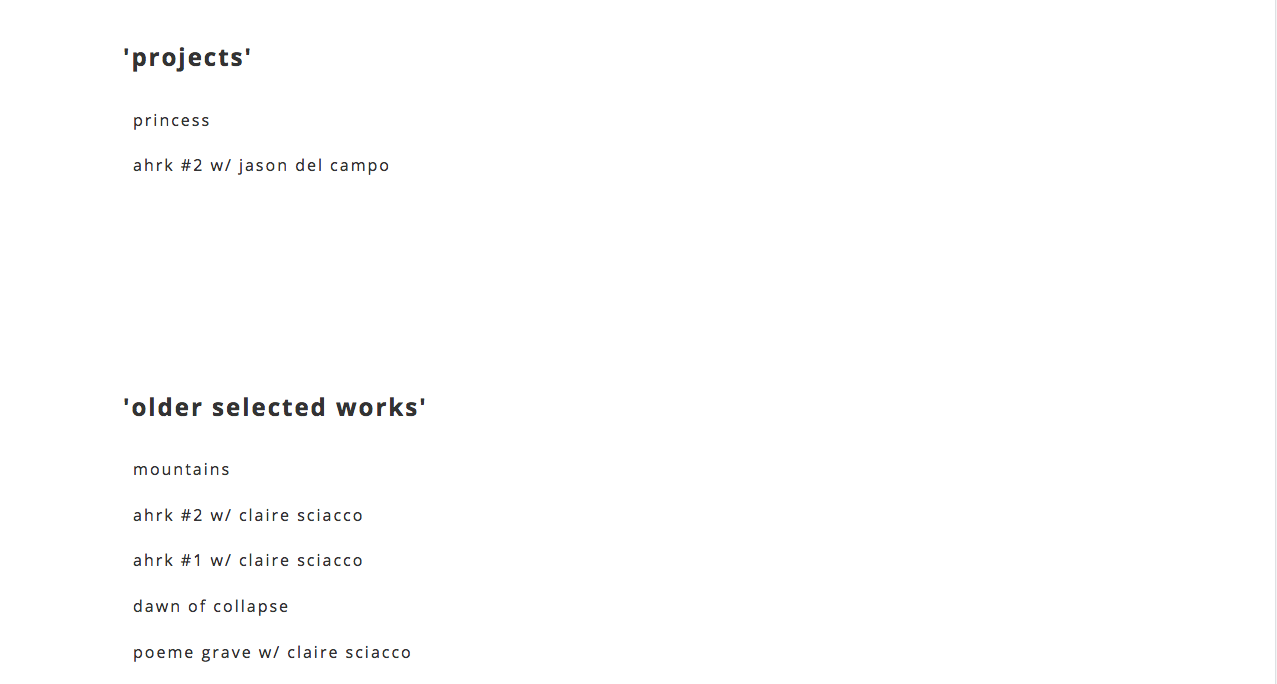 'projects'
princess
ahrk #2 w/ jason del campo
'older selected works'
mountains
ahrk #2 w/ claire sciacco
ahrk #1 w/ claire sciacco
dawn of collapse
poeme grave w/ claire sciacco